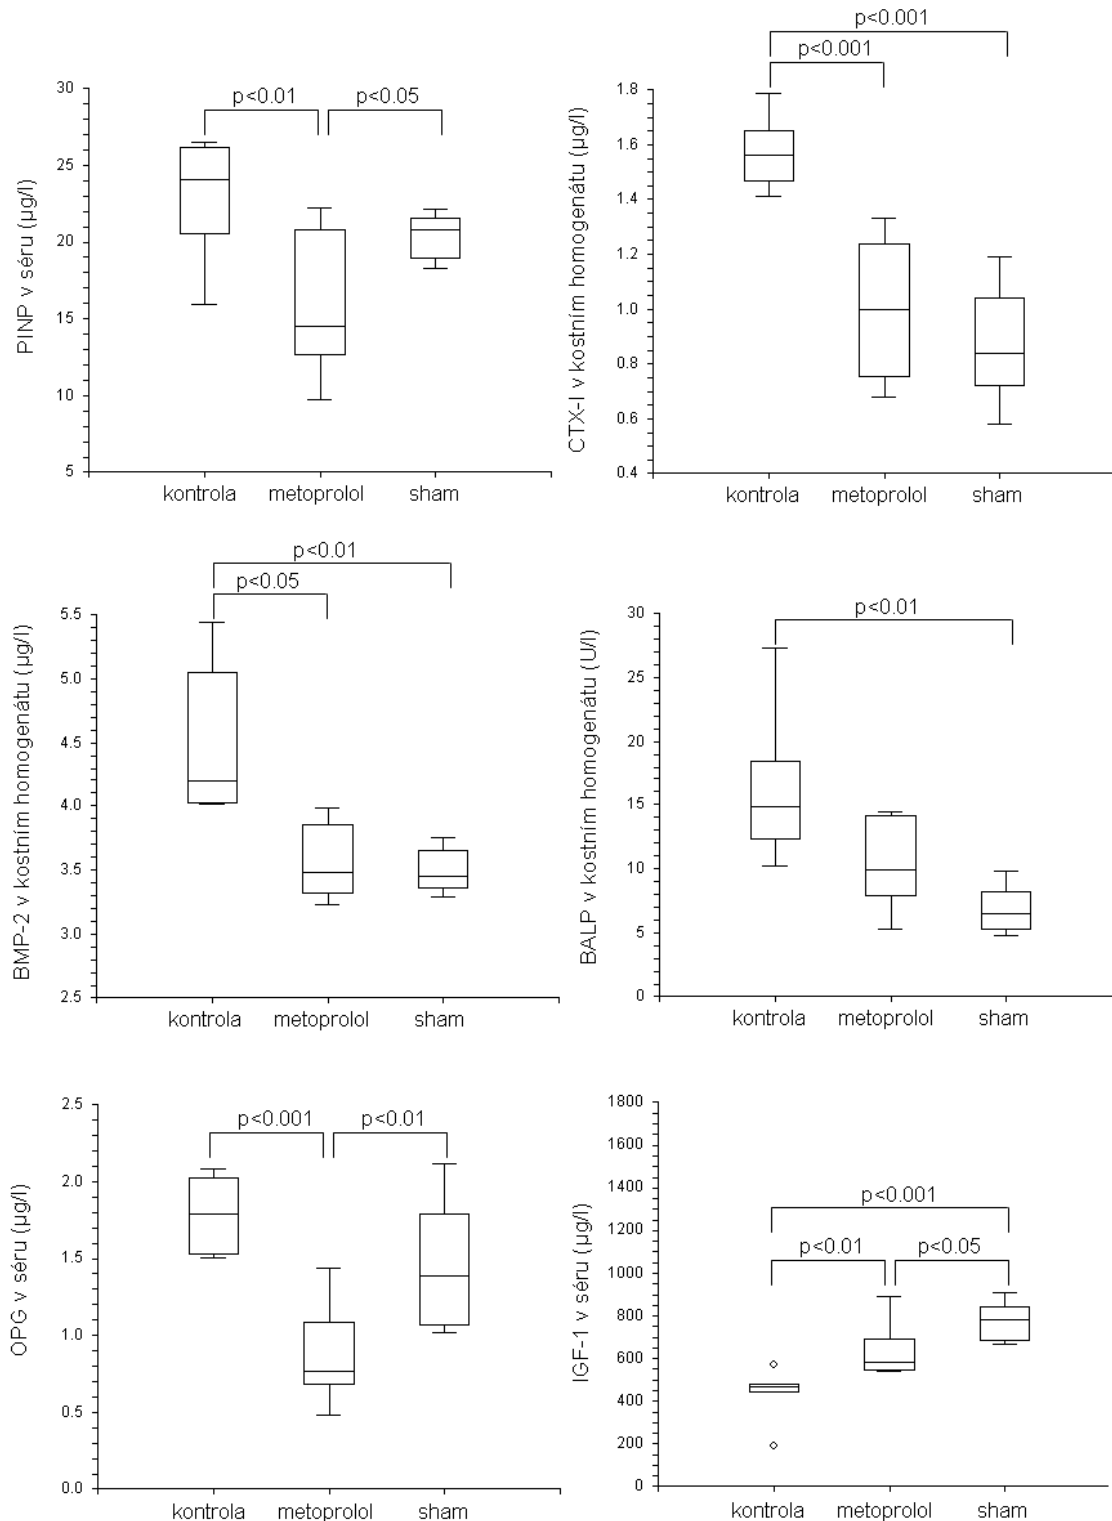 p<0.01
p<0.05
30
25
20
15
10
5
PINP v séru (µg/l)
kontrola metoprolol sham
p<0.001
p<0.001
1.8
1.6
1.4
1.2
1.0
0.8
0.6
0.4
CTX-I v kostním homogenátu (µg/l)
kontrola metoprolol sham
p<0.01
p<0.05
5.5
5.0
4.5
4.0
3.5
3.0
2.5
BMP-2 v kostním homogenátu (µg/l)
kontrola metoprolol sham
p<0.01
30
25
20
15
10
5
0
BALP v kostním homogenátu (U/l)
kontrola metoprolol sham
p<0.001
p<0.01
2.5
2.0
1.5
1.0
0.5
0.0
OPG v séru (µg/l)
kontrola metoprolol sham
p<0.001
p<0.01
p<0.05
1800
1600
1400
1200
1000
800
600
400
200
0
IGF-1 v séru (µg/l)
kontrola metoprolol sham